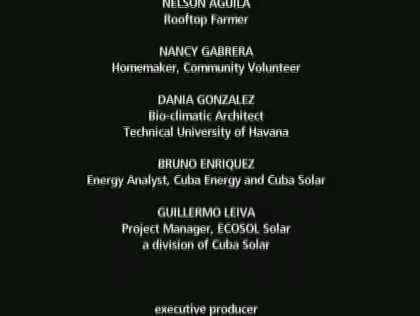 NELSON AGUILA
Rooftop Farmer
NANCY GABRERA
Homemaker, Community Volunteer
DANIA GONZALEZ
Bio-climatic Architect
Technical University of Havana
BRUNO ENRIQUEZ
Energy Analyst, Cuba Energy and Cuba Solar
GUILLERMO LEIVA
Project Manager, ECOSOL Solar
a division of Cuba Solar
executive producer